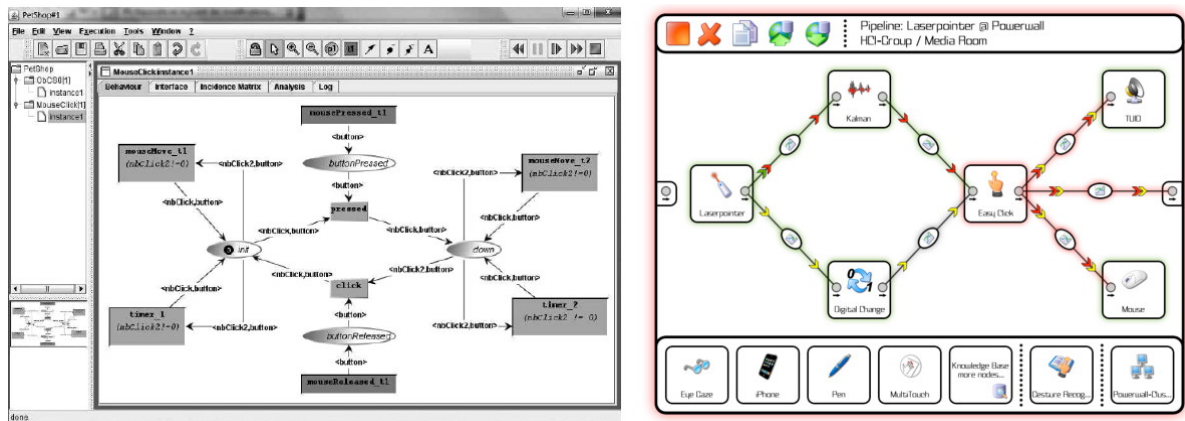 PetShop#1
File Edit View Execution Tools Window ?
PetShop
ObCS0[1]
instance1
MouseClick[1]
instance1
MouseClick:instance1
Behaviour Interface Incidence Matrix Analysis Log
mousePressed_t1
<button>
buttonPressed
<button>
pressed
mouseMove_t1
(nbClick2!=0)
<nbClick2,button>
<nbClick,button>
<nbClick,button>
init
<nbClick,button>
<nbClick,button>
timer_1
(nbClick2!=0)
<nbClick2,button>
mouseMove_t2
(nbClick2!=0)
<nbClick2,button>
<nbClick,button>
<nbClick,button>
down
<nbClick2,button>
<nbClick,button>
click
<button>
timer_2
(nbClick2 != 0)
<nbClick2,button>
buttonReleased
<button>
mouseReleased_t1
done.
Pipeline: Laserpointer @ Powerwall
HCI-Group / Media Room
Kalman
TUIO
Laserpointer
Easy Click
0
1
Digital Change
Mouse
Eye Gaze
iPhone
Pen
MultiTouch
Knowledge Base
more nodes...
Gesture Recog...
Powerwall-Clus...